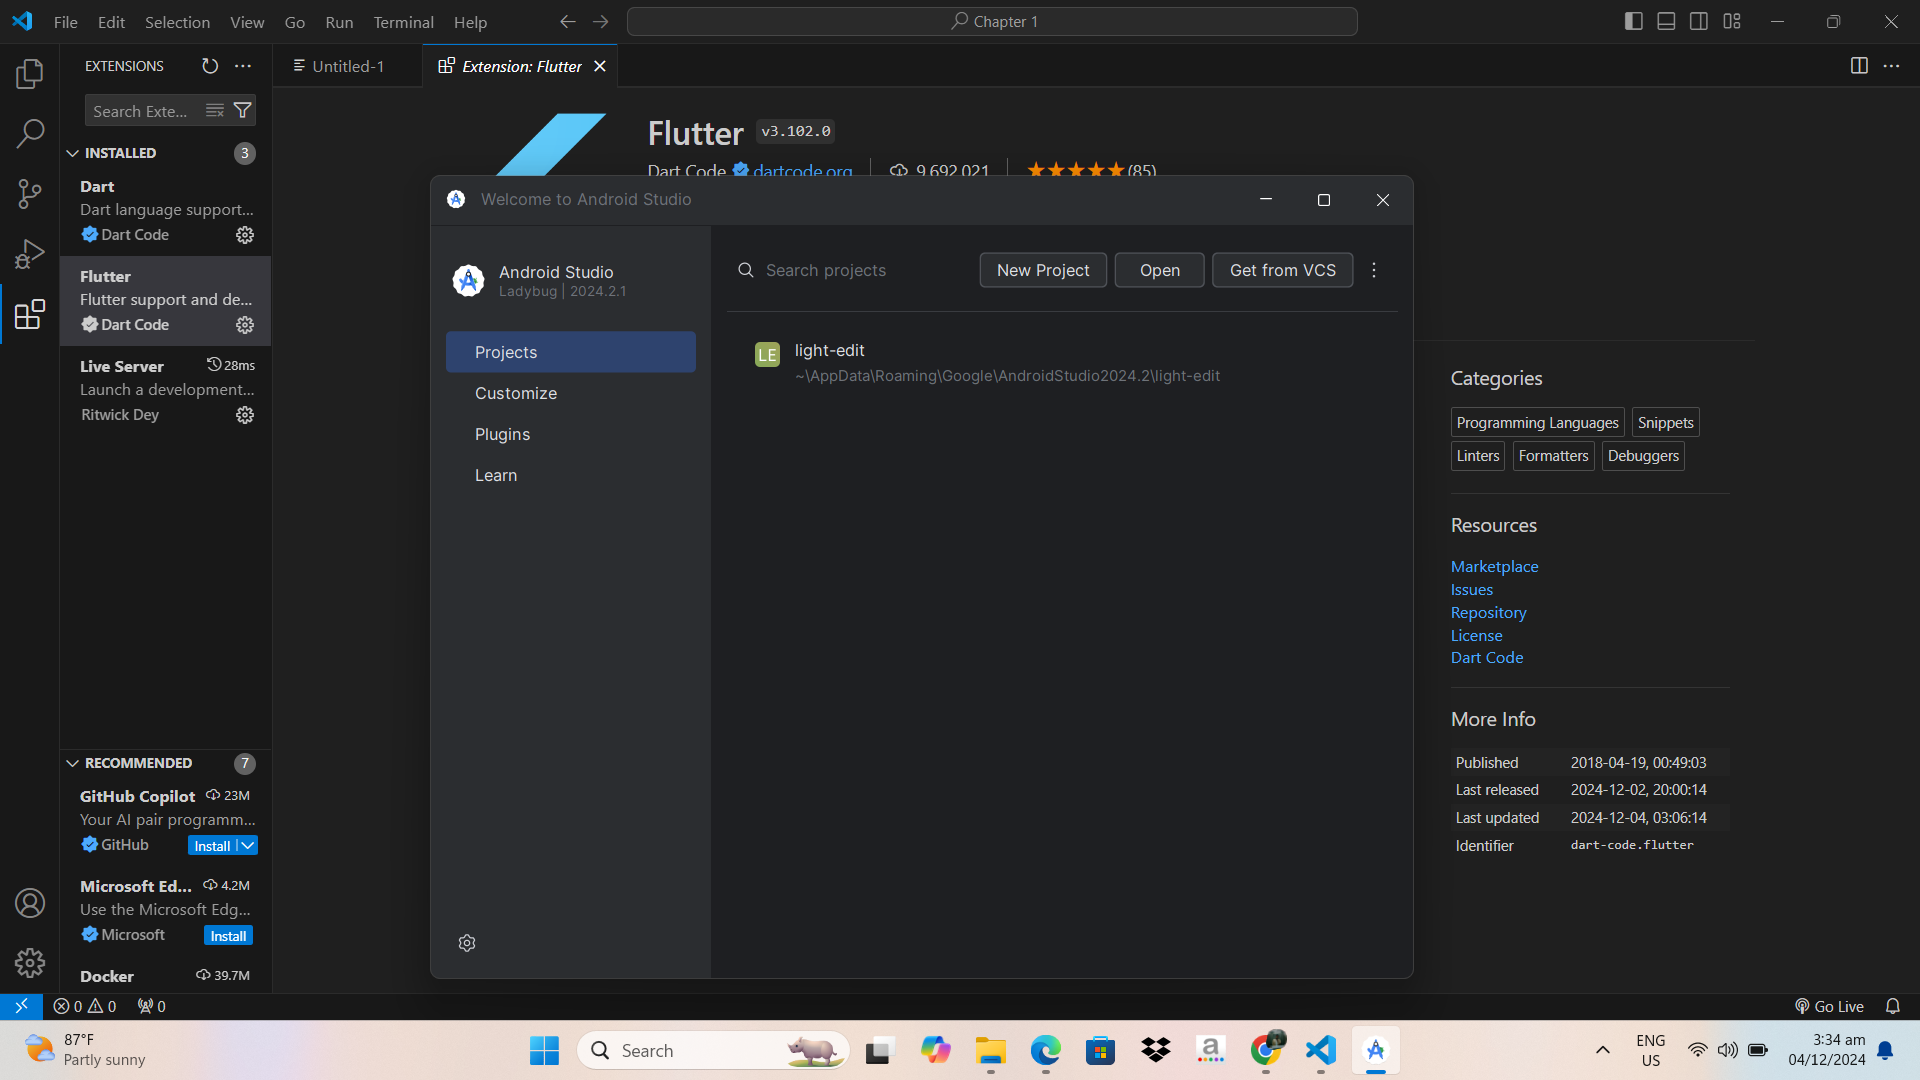 File Edit Selection View Go Run Terminal Help
Chapter 1
EXTENSIONS
Untitled-1
Extension: Flutter
Search Exte...
INSTALLED 3
Dart
Dart language support...
Dart Code
Flutter
Flutter support and de...
Dart Code
Live Server 28ms
Launch a development...
Ritwick Dey
RECOMMENDED 7
GitHub Copilot 23M
Your AI pair programm...
GitHub Install
Microsoft Ed... 4.2M
Use the Microsoft Edg...
Microsoft Install
Docker 39.7M
Flutter v3.102.0
Dart Code dartcode.org 9,692,021 (85)
Welcome to Android Studio
Android Studio
Ladybug | 2024.2.1
Projects
Customize
Plugins
Learn
Search projects New Project Open Get from VCS
LE light-edit
~\AppData\Roaming\Google\AndroidStudio2024.2\light-edit
Categories
Programming Languages Snippets
Linters Formatters Debuggers
Resources
Marketplace
Issues
Repository
License
Dart Code
More Info
Published 2018-04-19, 00:49:03
Last released 2024-12-02, 20:00:14
Last updated 2024-12-04, 03:06:14
Identifier dart-code.flutter
0 0 0
Go Live
87°F
Partly sunny
Search
a
ENG
US
3:34 am
04/12/2024